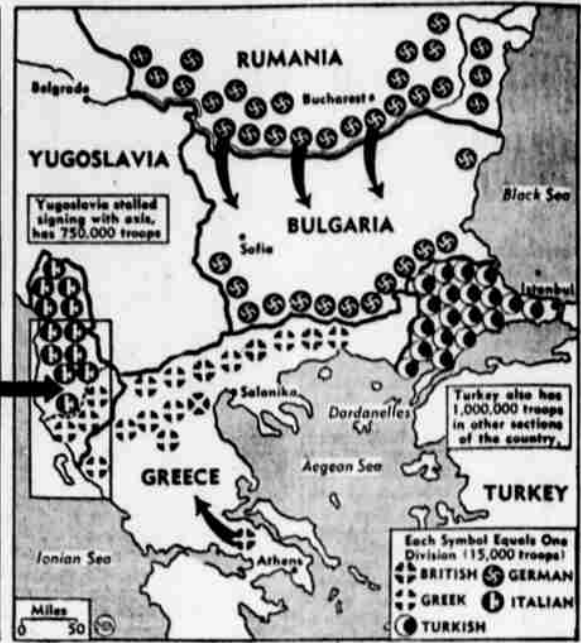 RUMANIA
Belgrade
Bucharest
YUGOSLAVIA
Yugoslavia stalled
signing with axis,
has 750,000 troops
Black Sea
BULGARIA
Sofia
Istanbul
Salonika
Dardanelles
Turkey also has
1,000,000 troops
in other sections
of the country.
Aegean Sea
GREECE
TURKEY
Ionian Sea
Athens
Each Symbol Equals One
Division (15,000 troops)
BRITISH
GERMAN
GREEK
ITALIAN
TURKISH
Miles
0 50